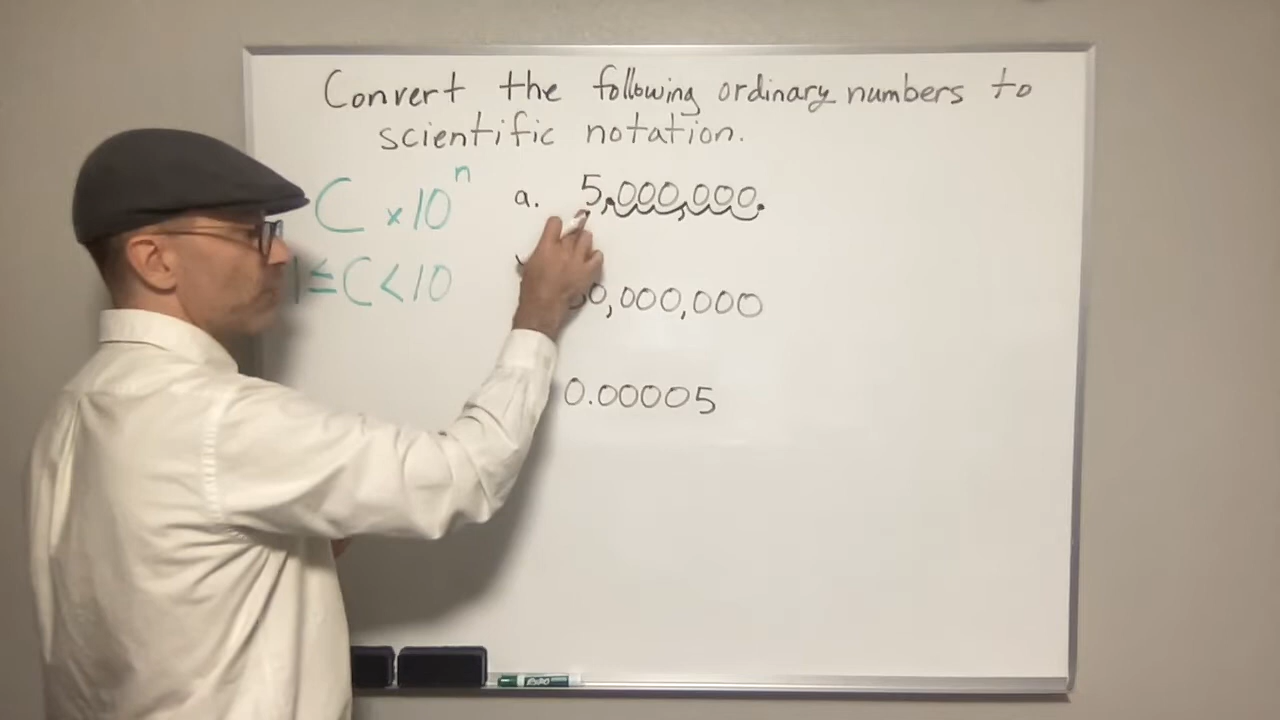 Convert the following ordinary numbers to
scientific notation.
C × 10ⁿ
1 ≤ C < 10
a. 5,000,000.
0,000,000
0.00005
EXPO